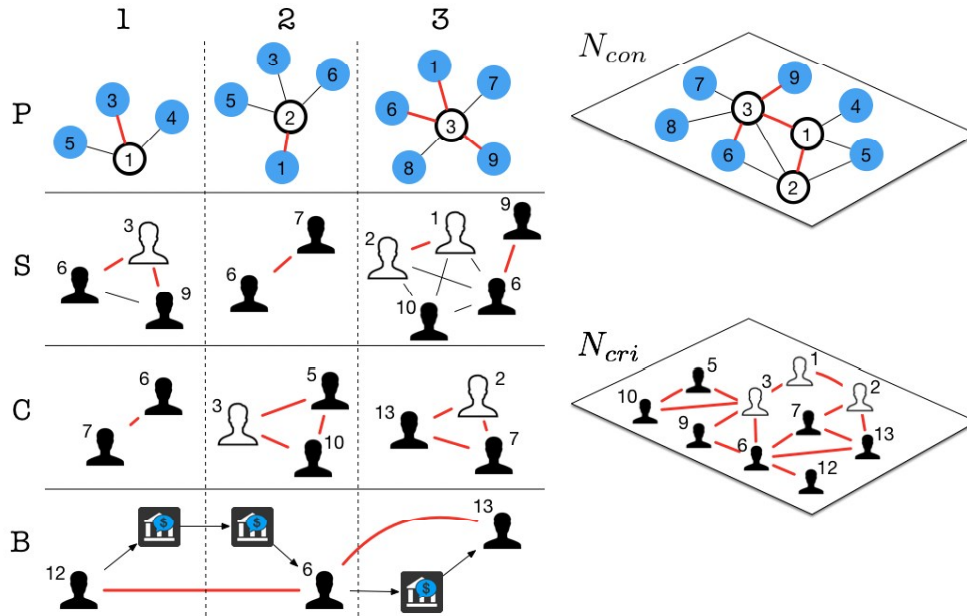 1 2 3
P
3 4 5 1
3 6 5 2 1
1 7 6 3 8 9
N_con
7 9 4 3 1 8 6 5 2
S
3 6 9
7 6
1 9 2 6 10
C
6 7
5 3 10
2 13 7
N_cri
1 5 3 2 10 7 9 6 13 12
B
12 $ $ 6 $ 13